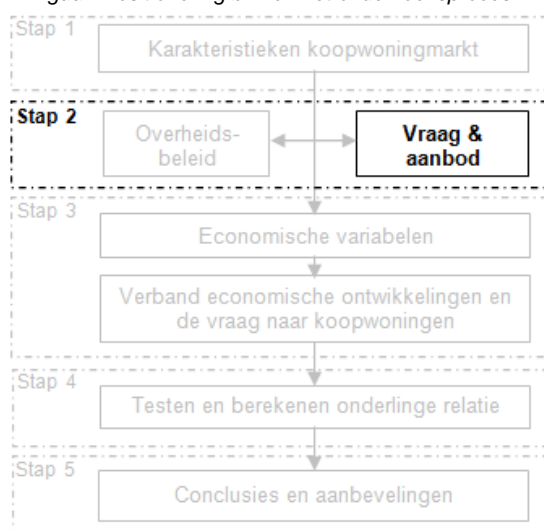 Stap 1
Karakteristieken koopwoningmarkt
Stap 2
Overheids-
beleid
Vraag &
aanbod
Stap 3
Economische variabelen
Verband economische ontwikkelingen en
de vraag naar koopwoningen
Stap 4
Testen en berekenen onderlinge relatie
Stap 5
Conclusies en aanbevelingen